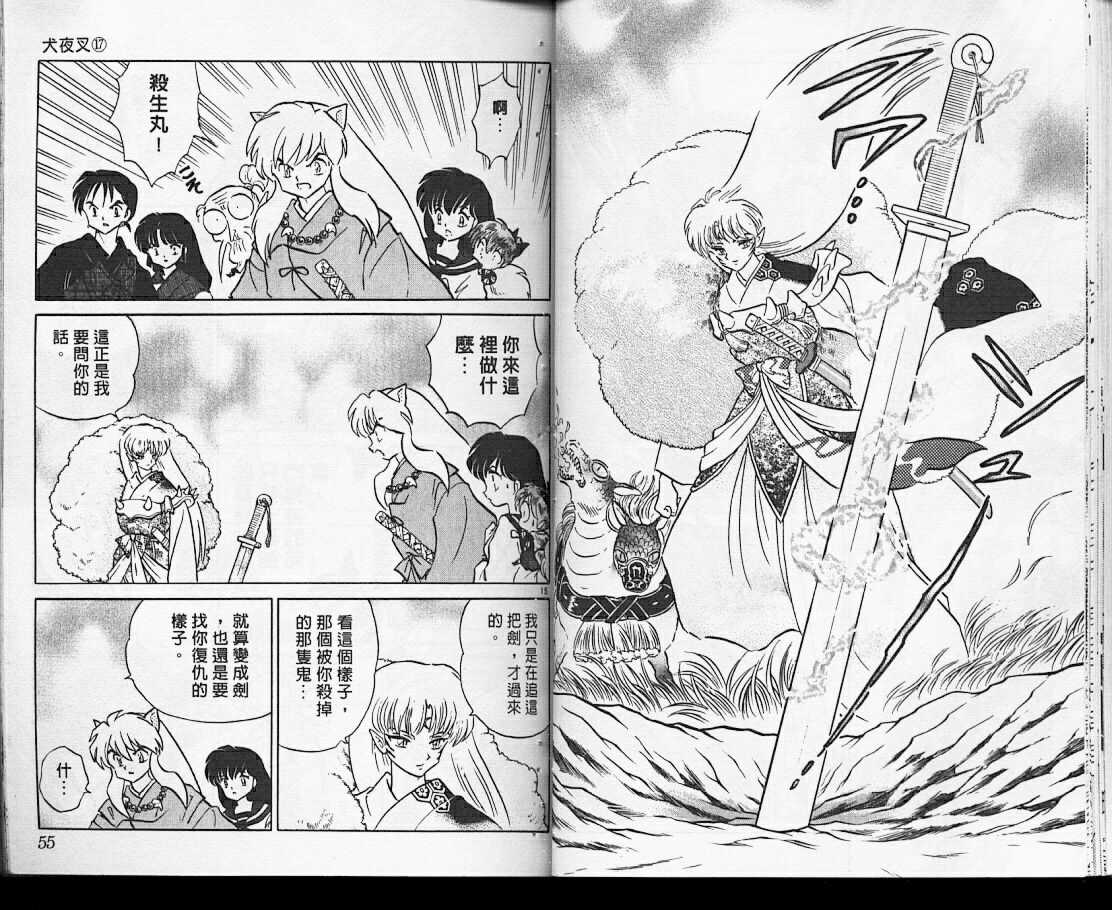 犬夜叉⑰
啊…
殺生丸！
你來這
裡做什
麼…
這正是我
要問你的
話。
我只是在追這
把劍，才過來
的。
看這個樣子，
那個被你殺掉
的那隻鬼…
就算變成劍
，也還是要
找你復仇的
樣子。
什…
55